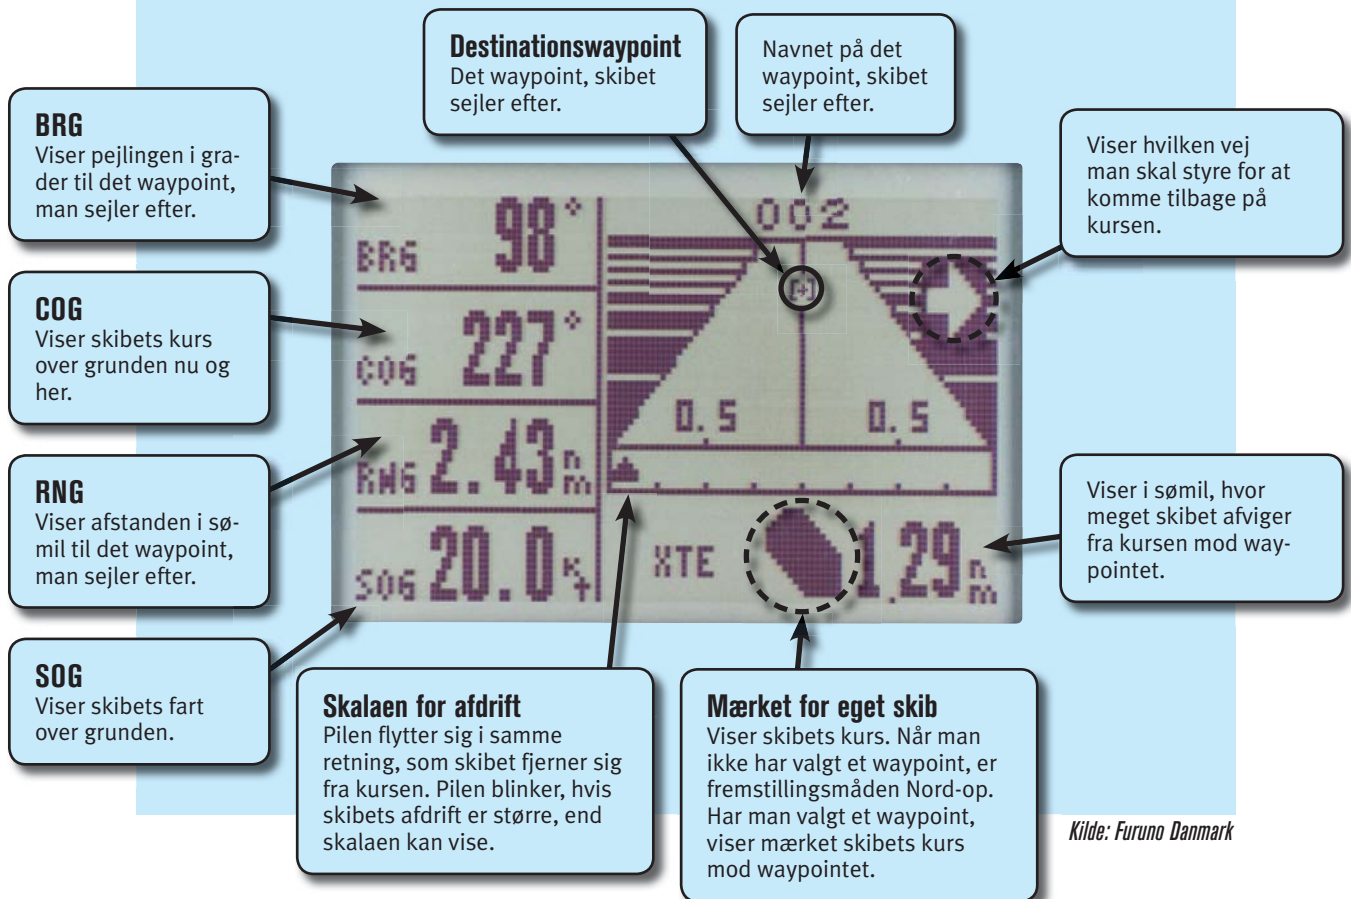 Destinationswaypoint
Det waypoint, skibet
sejler efter.
Navnet på det
waypoint, skibet
sejler efter.
BRG
Viser pejlingen i gra-
der til det waypoint,
man sejler efter.
Viser hvilken vej
man skal styre for at
komme tilbage på
kursen.
COG
Viser skibets kurs
over grunden nu og
her.
RNG
Viser afstanden i sø-
mil til det waypoint,
man sejler efter.
Viser i sømil, hvor
meget skibet afviger
fra kursen mod way-
pointet.
SOG
Viser skibets fart
over grunden.
BRG 98°
COG 227°
RNG 2.43 nm
SOG 20.0 kt
002
[+]
0.5 0.5
XTE 1.29 nm
Skalaen for afdrift
Pilen flytter sig i samme
retning, som skibet fjerner sig
fra kursen. Pilen blinker, hvis
skibets afdrift er større, end
skalaen kan vise.
Mærket for eget skib
Viser skibets kurs. Når man
ikke har valgt et waypoint, er
fremstillingsmåden Nord-op.
Har man valgt et waypoint,
viser mærket skibets kurs
mod waypointet.
Kilde: Furuno Danmark